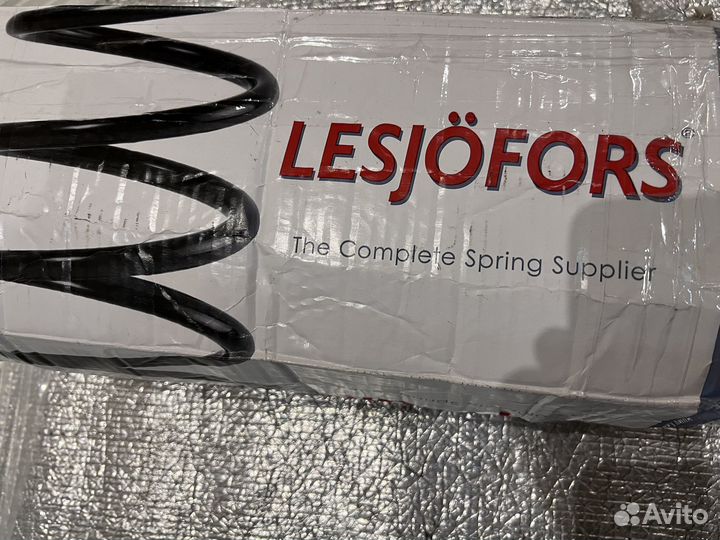 LESJÖFORS®
The Complete Spring Supplier
Avito